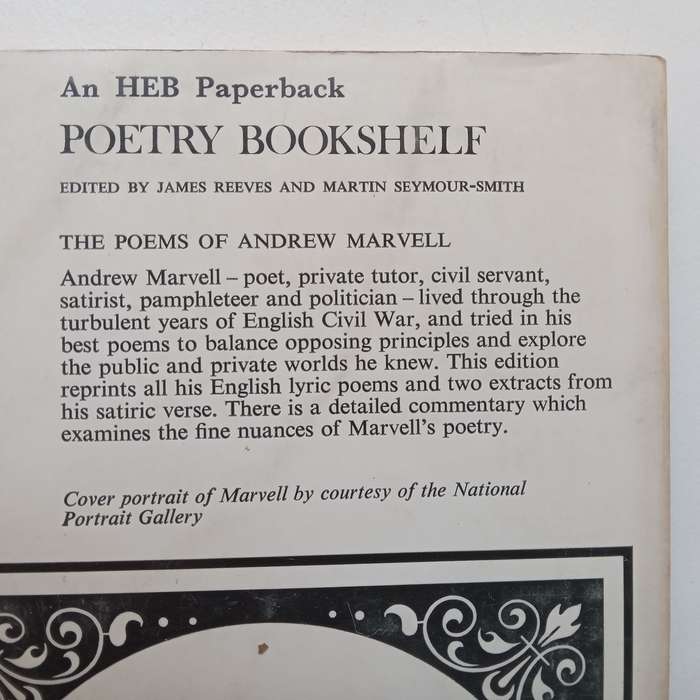 An HEB Paperback
POETRY BOOKSHELF
EDITED BY JAMES REEVES AND MARTIN SEYMOUR-SMITH
THE POEMS OF ANDREW MARVELL
Andrew Marvell – poet, private tutor, civil servant,
satirist, pamphleteer and politician – lived through the
turbulent years of English Civil War, and tried in his
best poems to balance opposing principles and explore
the public and private worlds he knew. This edition
reprints all his English lyric poems and two extracts from
his satiric verse. There is a detailed commentary which
examines the fine nuances of Marvell's poetry.
Cover portrait of Marvell by courtesy of the National
Portrait Gallery